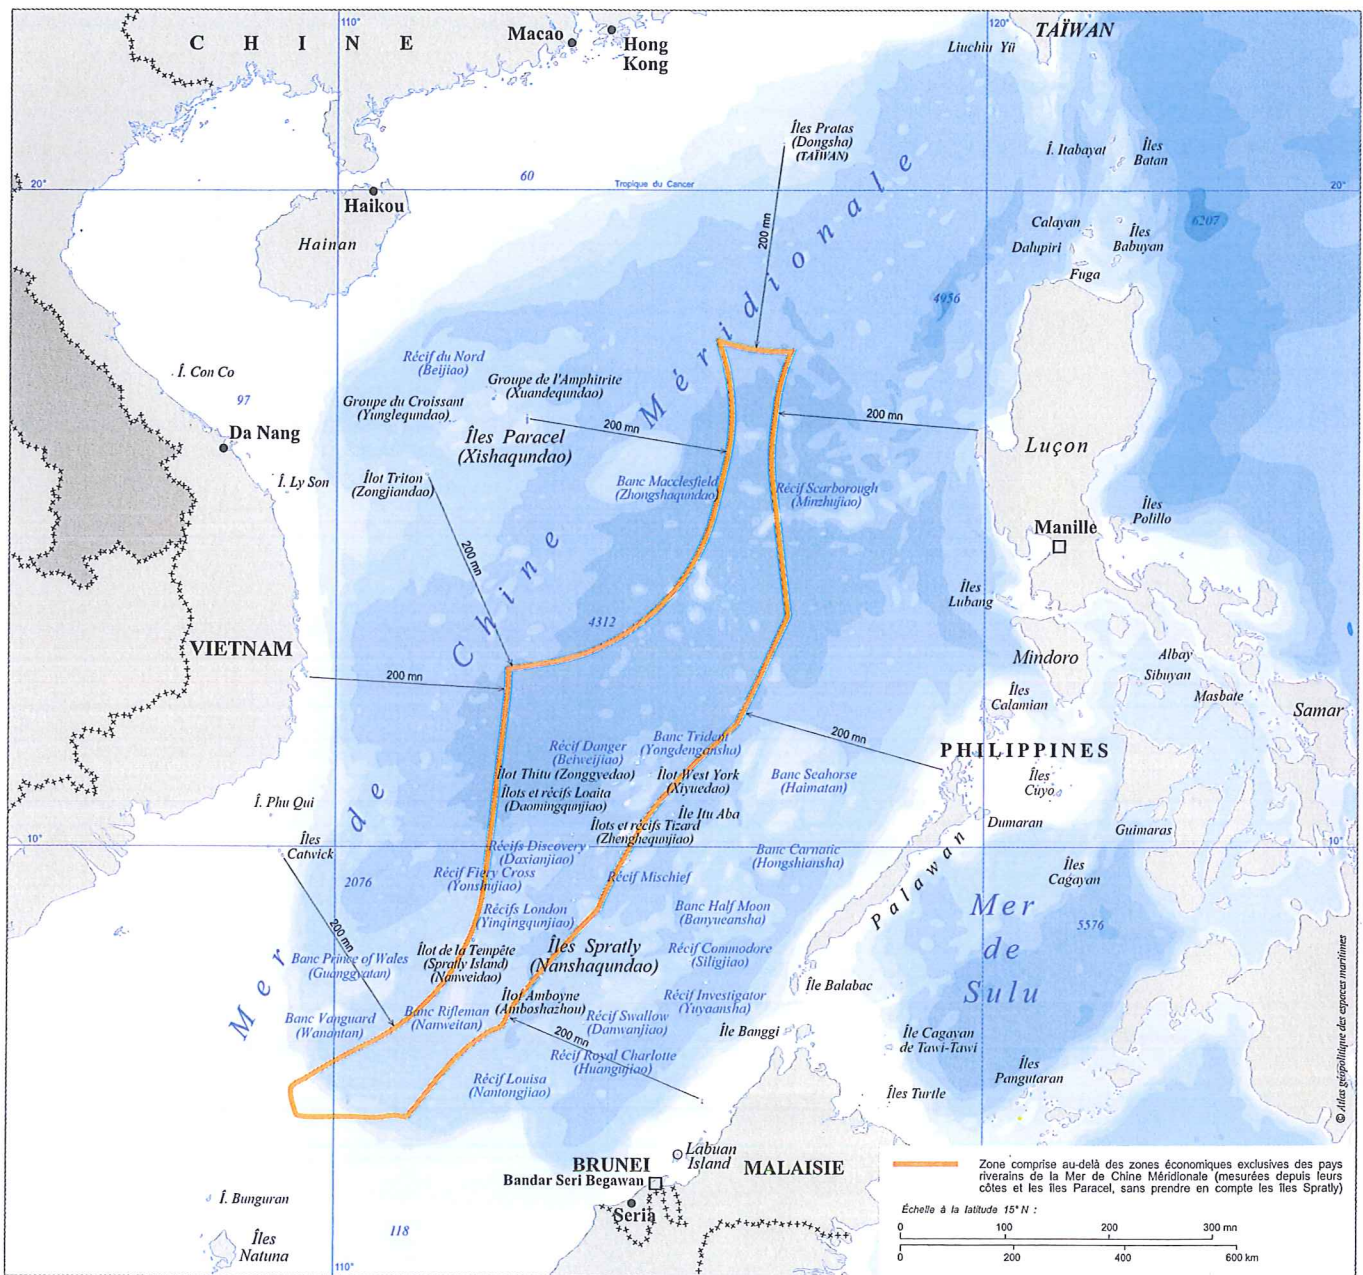 110°
120°
C H I N E
Macao
Hong
Kong
TAÏWAN
Liuchiu Yü
Îles Pratas
(Dongsha)
(TAÏWAN)
Î. Itabayat
Îles
Batan
20°
60
Tropique du Cancer
20°
Haikou
Hainan
200 mn
Calayan
Dalupiri
Îles
Babuyan
6207
Fuga
4956
Récif du Nord
(Beijiao)
Î. Con Co
Groupe de l'Amphitrite
(Xuandequndao)
Groupe du Croissant
(Yunglequndao)
97
200 mn
200 mn
Da Nang
Îles Paracel
(Xishaqundao)
Luçon
Î. Ly Son
Îlot Triton
(Zongjiandao)
Banc Macclesfield
(Zhongshaqundao)
Récif Scarborough
(Minzhujiao)
Îles
Polillo
Manille
200 mn
Îles
Lubang
4312
VIETNAM
Mindoro
Albay
Sibuyan
200 mn
Îles
Calamian
Masbate
Samar
Mer de Chine Méridionale
Récif Danger
(Beiweijiao)
Banc Trident
(Yongdengansha)
200 mn
PHILIPPINES
Îlot Thitu (Zonggyedao)
Îlot West York
(Xiyuedao)
Banc Seahorse
(Haimatan)
Îles
Cuyo
Îlots et récifs Loaita
(Daomingqunjiao)
Î. Phu Qui
Île Itu Aba
Îlots et récifs Tizard
(Zhenghequnjiao)
Dumaran
Guimaras
Îles
Catwick
10°
10°
Récifs Discovery
(Daxianjiao)
Banc Carnatic
(Hongshiansha)
Palawan
Îles
Cagayan
2076
Récif Fiery Cross
(Yonshujiao)
Récif Mischief
Récifs London
(Yinqingqunjiao)
Banc Half Moon
(Banyueansha)
Mer
de
Sulu
5576
200 mn
Îles Spratly
(Nanshaqundao)
Îlot de la Tempête
(Sprally Island)
(Nanweidao)
Banc Prince of Wales
(Guanggyatan)
Récif Commodore
(Siligjiao)
Île Balabac
Îlot Amboyne
(Amboshazhou)
Récif Investigator
(Yuyaansha)
Banc Vanguard
(Wanantan)
Banc Rifleman
(Nanweitan)
Récif Swallow
(Danwanjiao)
Île Banggi
Île Cagayan
de Tawi-Tawi
200 mn
Récif Royal Charlotte
(Huangujiao)
Îles
Pangutaran
Récif Louisa
(Nantongjiao)
Îles Turtle
© Atlas géopolitique des espaces maritimes
Labuan
Island
BRUNEI
Bandar Seri Begawan
MALAISIE
Seria
Î. Bunguran
118
Îles
Natuna
110°
Zone comprise au-delà des zones économiques exclusives des pays
riverains de la Mer de Chine Méridionale (mesurées depuis leurs
côtes et les îles Paracel, sans prendre en compte les îles Spratly)
Échelle à la latitude 15° N :
0 100 200 300 mn
0 200 400 600 km